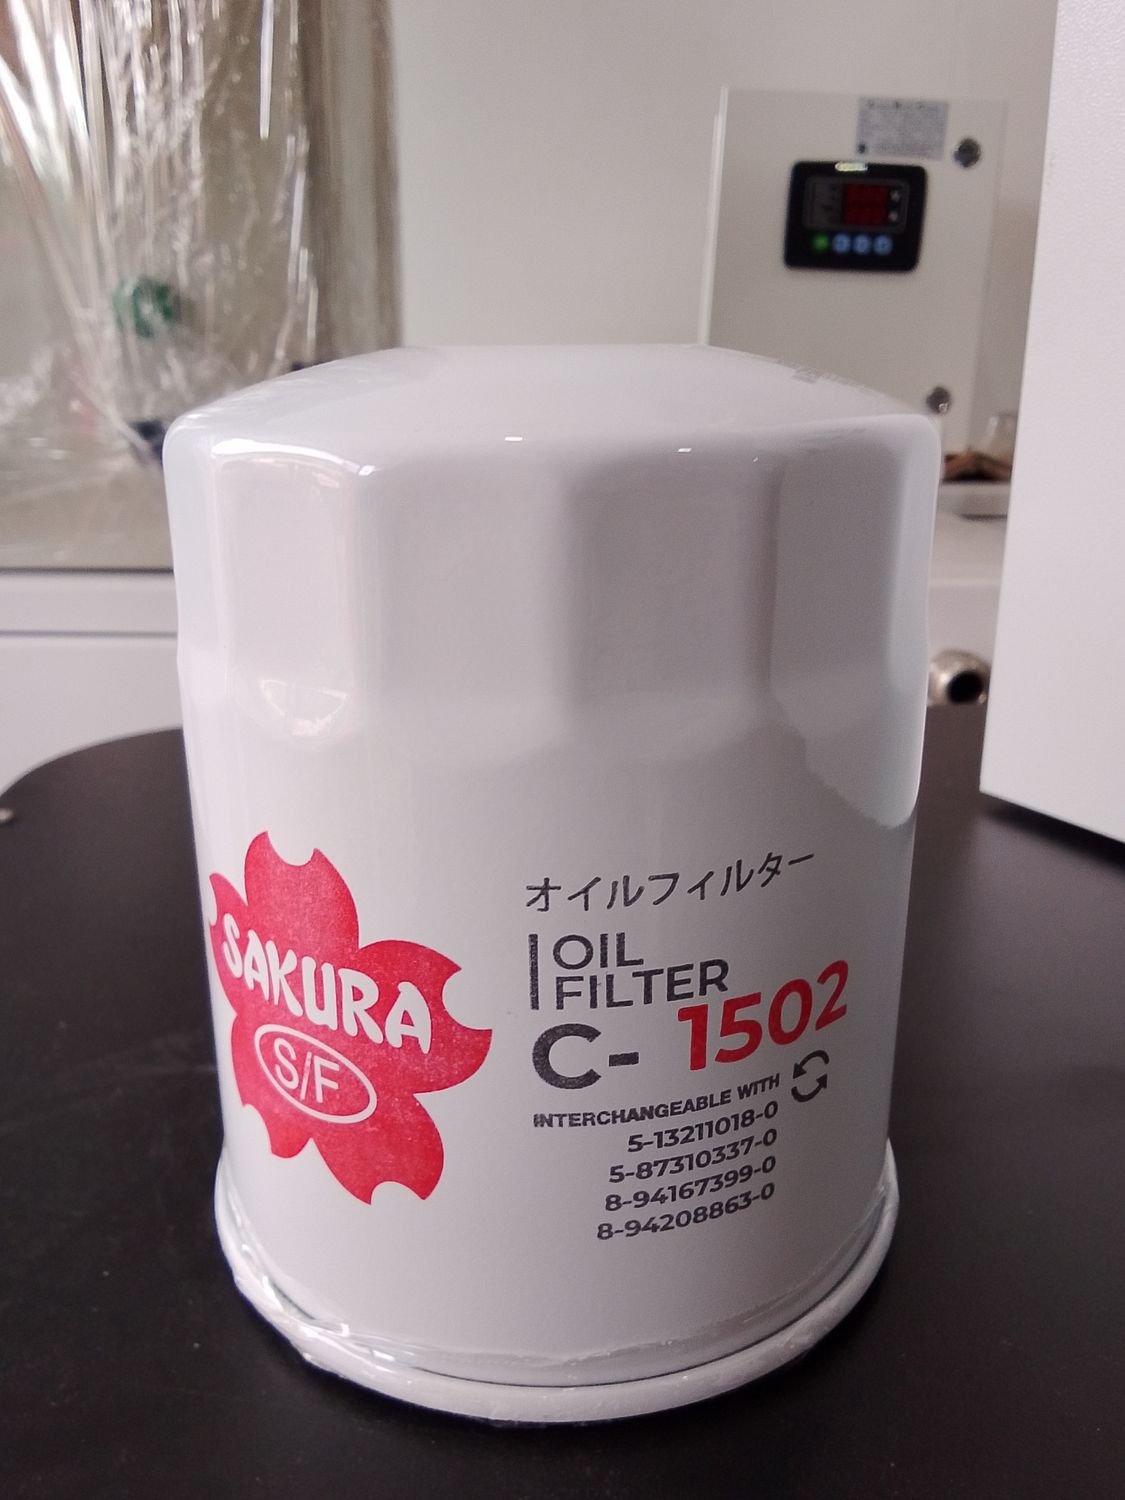 SAKURA
S/F
オイルフィルター
OIL
FILTER
C- 1502
INTERCHANGEABLE WITH
5-13211018-0
5-87310337-0
8-94167399-0
8-94208863-0